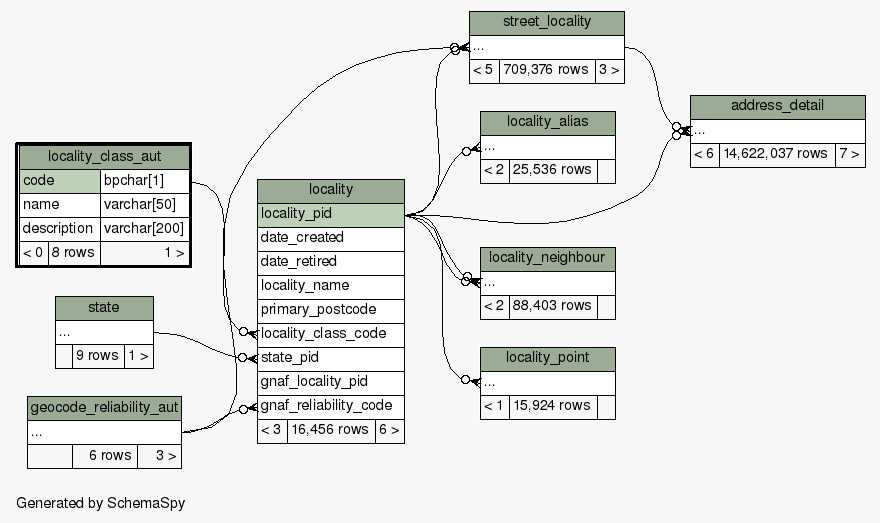 street_locality
...
< 5 709,376 rows 3 >
address_detail
...
< 6 14,622,037 rows 7 >
locality_alias
...
< 2 25,536 rows
locality_class_aut
code bpchar[1]
name varchar[50]
description varchar[200]
< 0 8 rows 1 >
locality
locality_pid
date_created
date_retired
locality_name
primary_postcode
locality_class_code
state_pid
gnaf_locality_pid
gnaf_reliability_code
< 3 16,456 rows 6 >
locality_neighbour
...
< 2 88,403 rows
state
...
9 rows 1 >
locality_point
...
< 1 15,924 rows
geocode_reliability_aut
...
6 rows 3 >
Generated by SchemaSpy